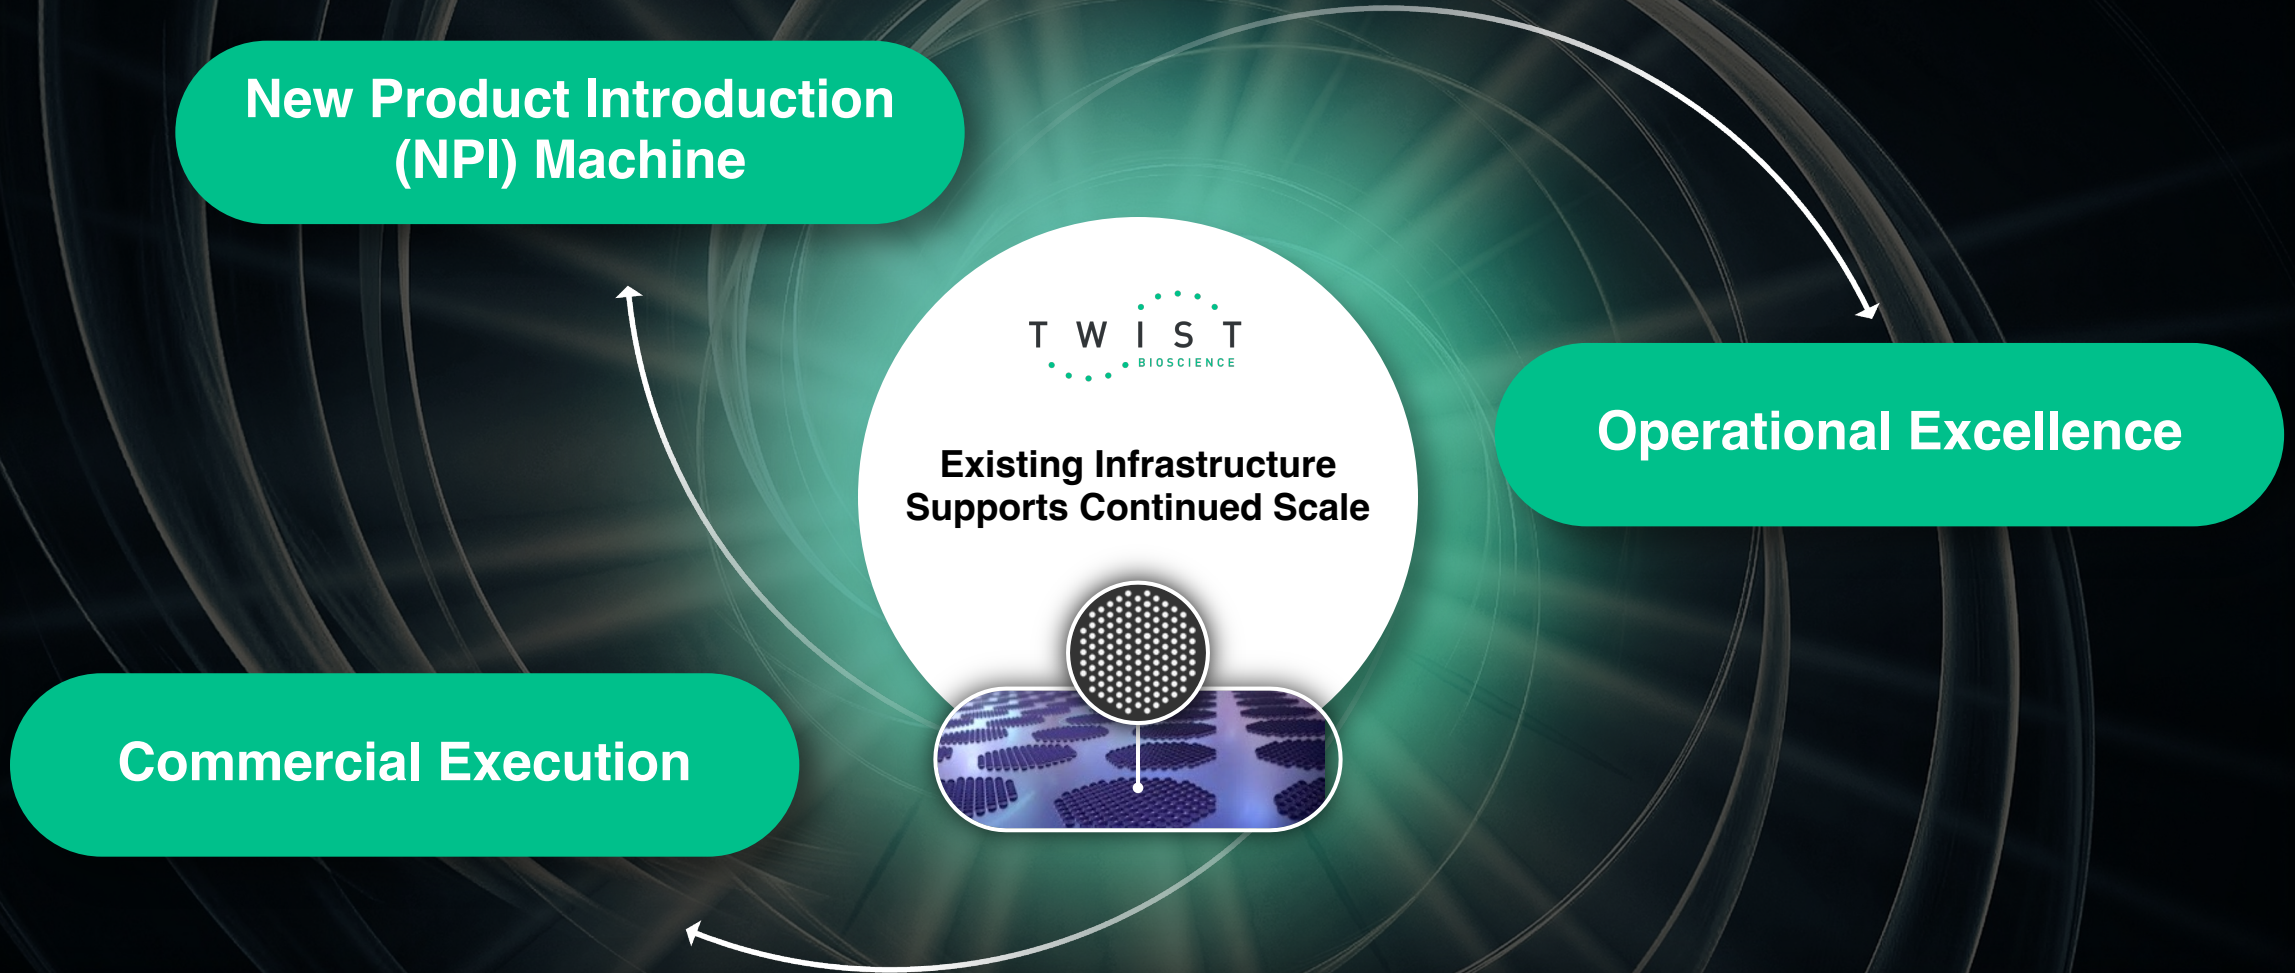 New Product Introduction
(NPI) Machine
TWIST
BIOSCIENCE
Existing Infrastructure
Supports Continued Scale
Operational Excellence
Commercial Execution